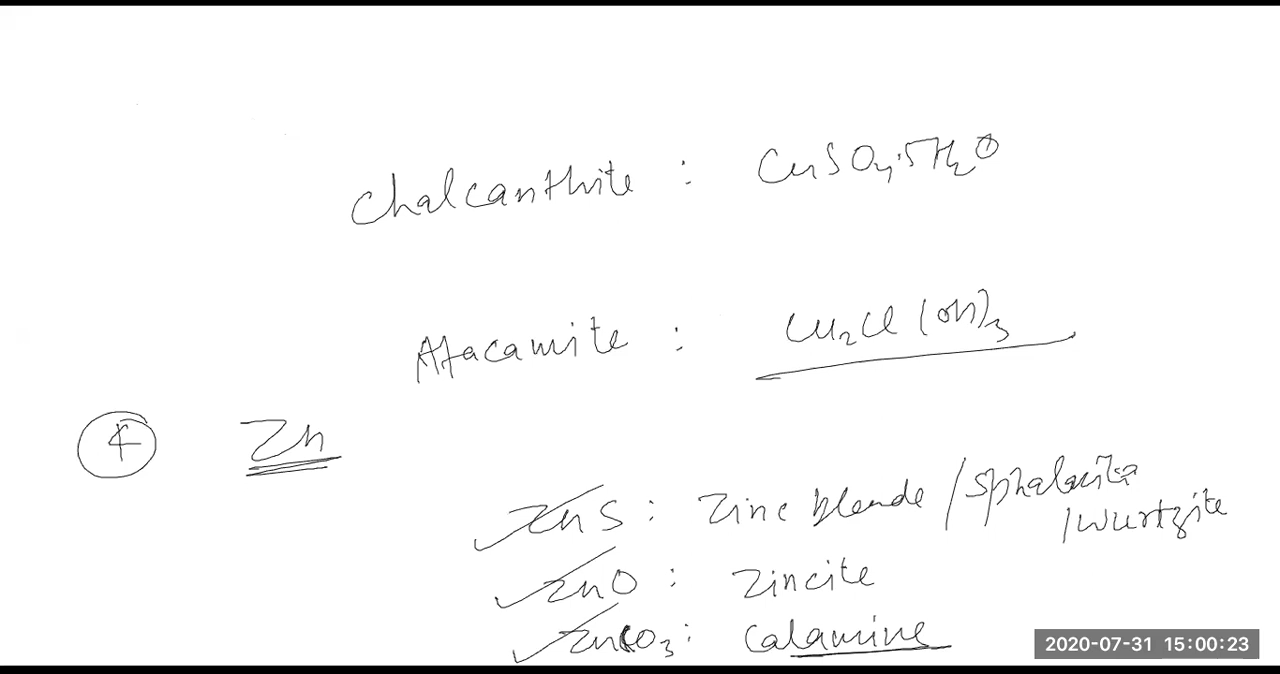 Chalcanthite : CuSO4.5H2O
Atacamite : Cu2Cl(OH)3
4 Zn
ZnS : Zinc blende / Sphalerite
/ Wurtzite
ZnO : Zincite
ZnCO3 : Calamine
2020-07-31 15:00:23